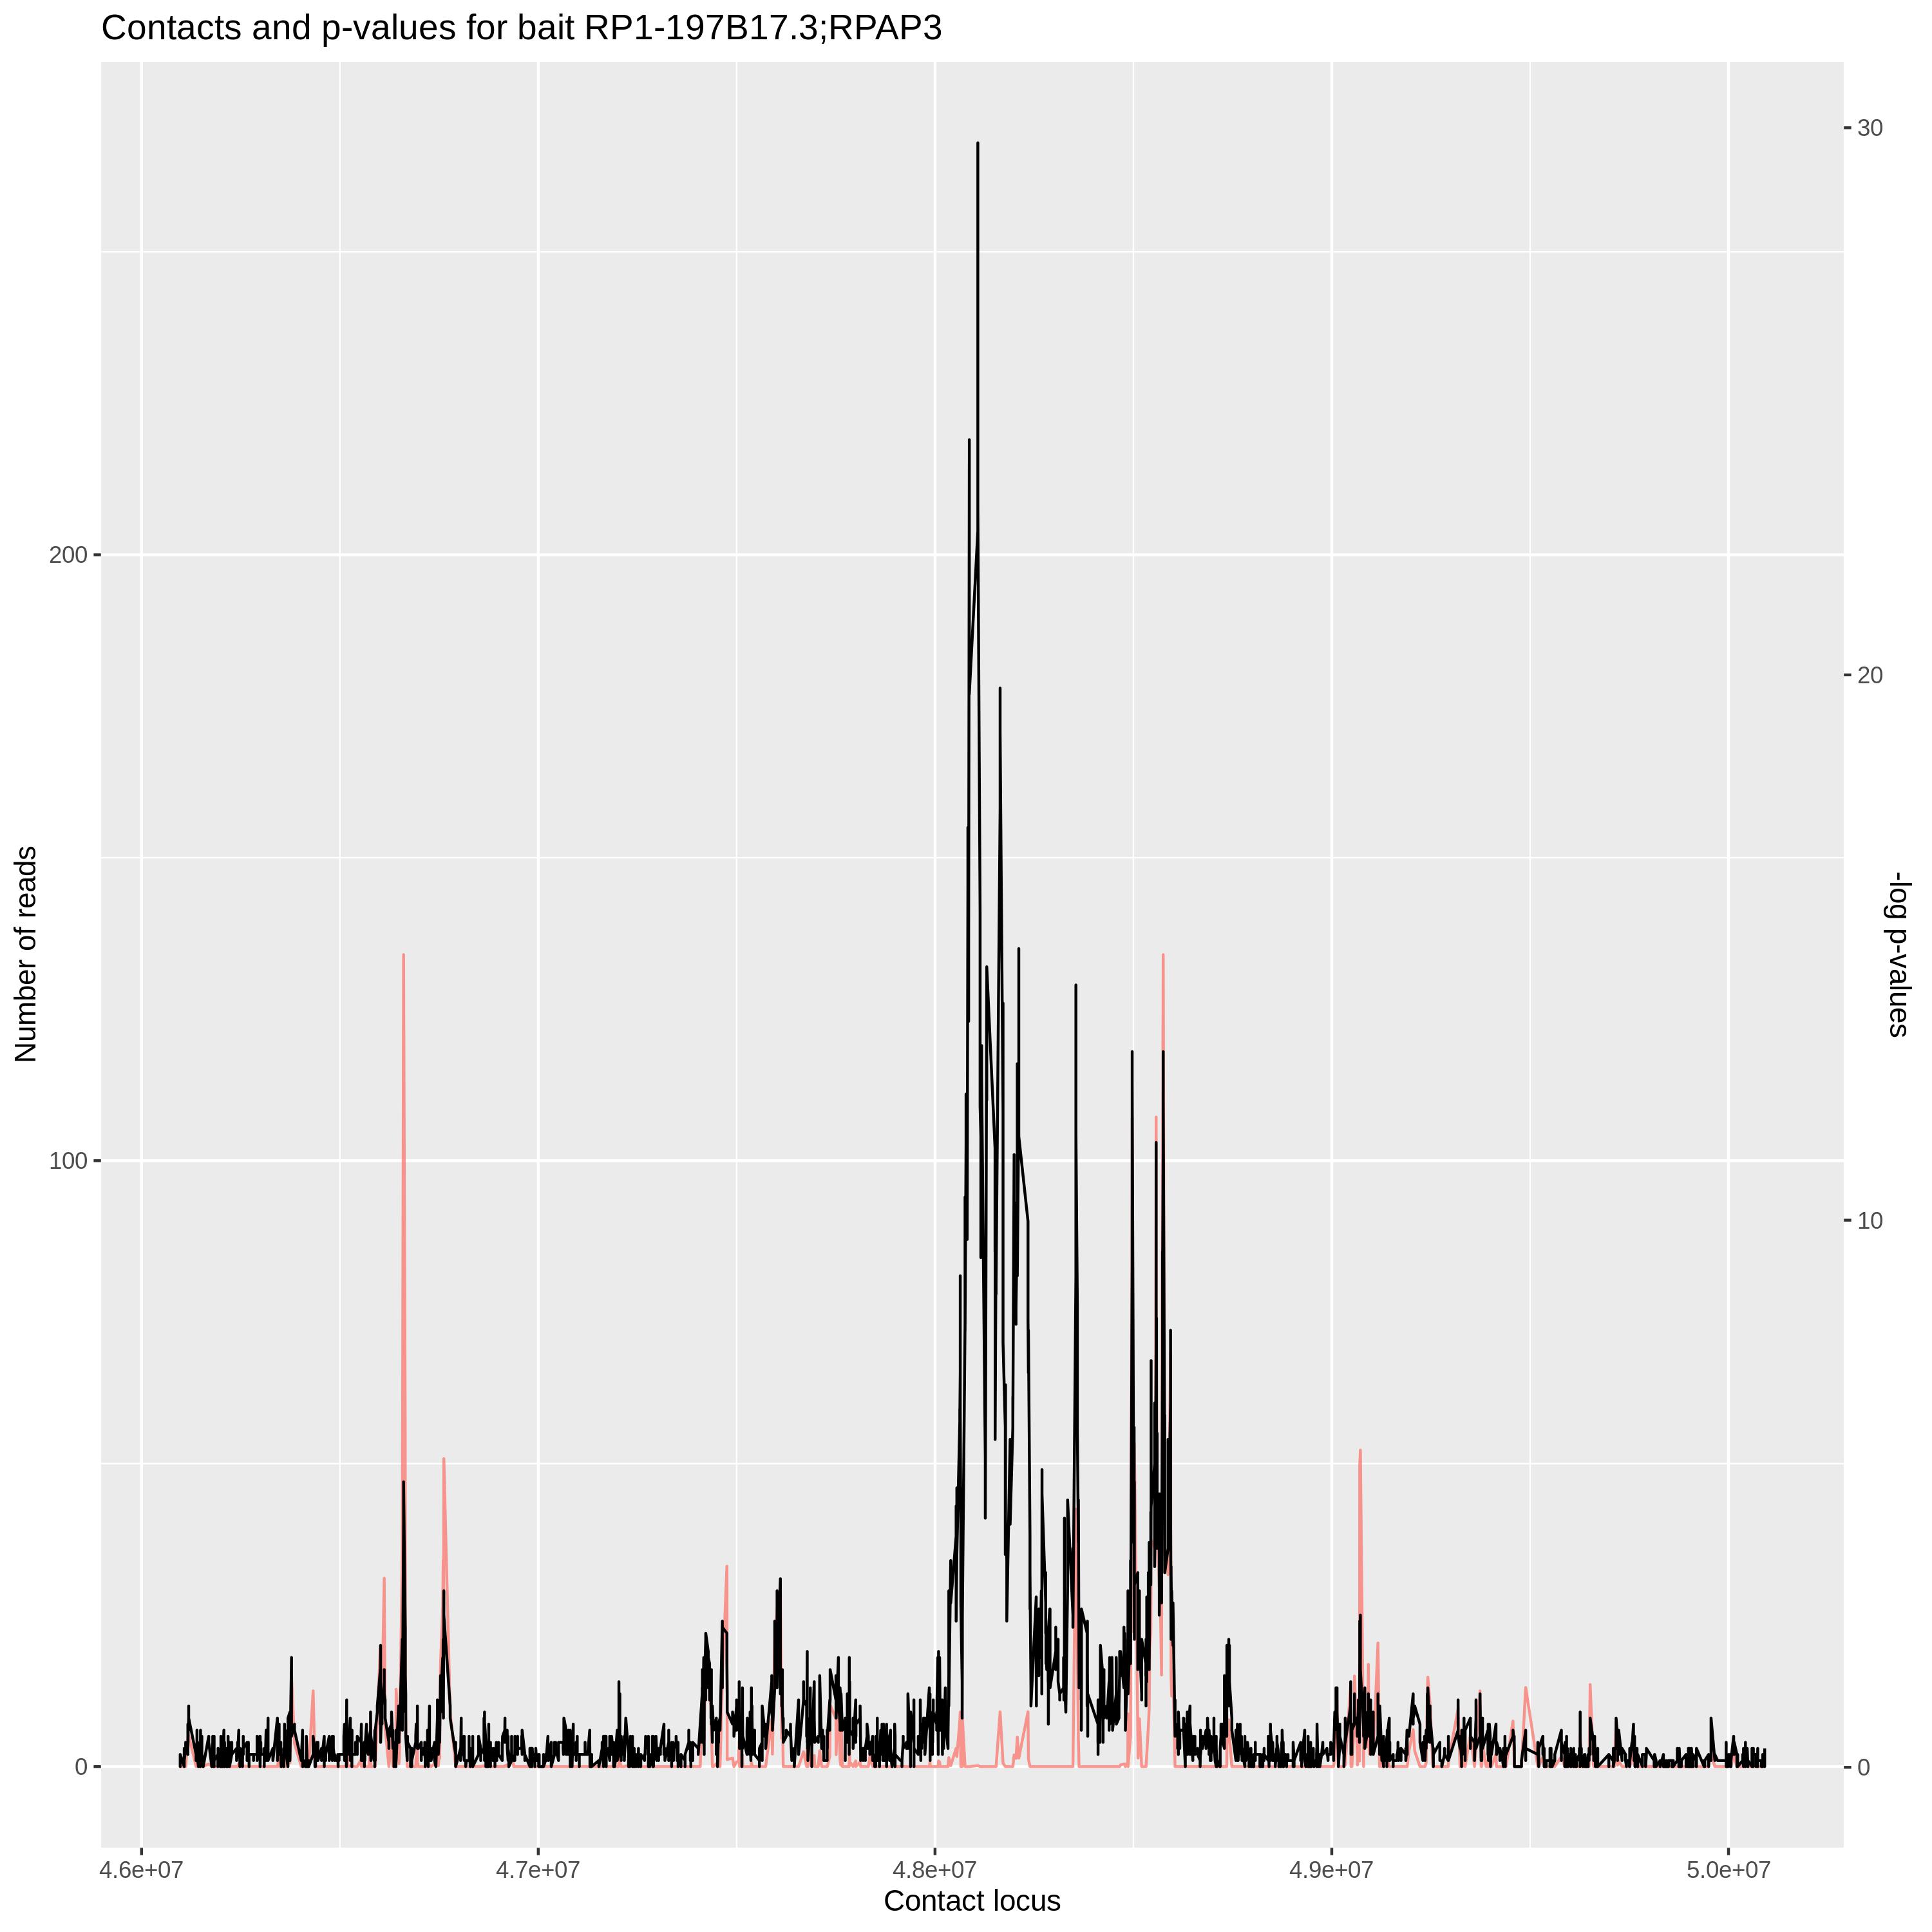 Contacts and p-values for bait RP1-197B17.3;RPAP3
Number of reads
200
100
0
30
20
10
0
-log p-values
4.6e+07
4.7e+07
4.8e+07
4.9e+07
5.0e+07
Contact locus